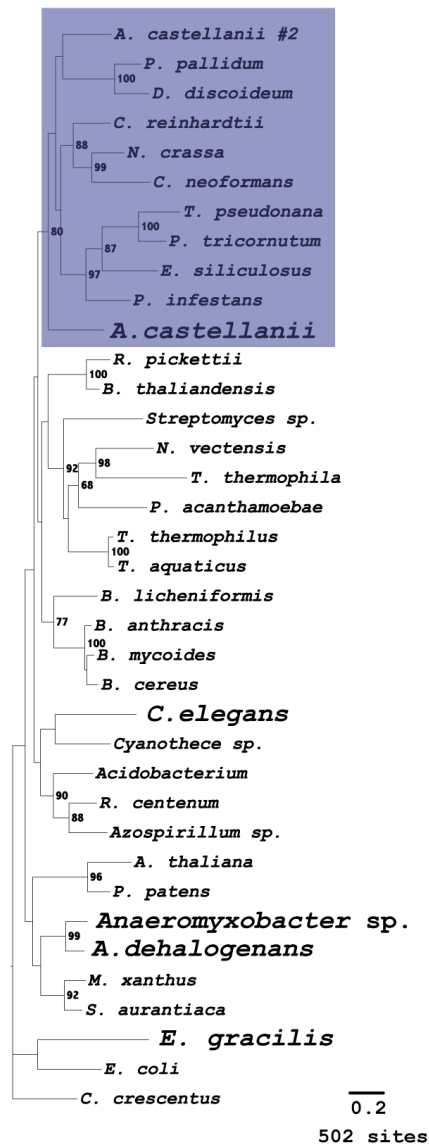 A. castellanii #2
P. pallidum
100
D. discoideum
C. reinhardtii
88
N. crassa
99
C. neoformans
T. pseudonana
100
P. tricornutum
87
E. siliculosus
80
97
P. infestans
A.castellanii
R. pickettii
100
B. thaliandensis
Streptomyces sp.
N. vectensis
92
98
T. thermophila
68
P. acanthamoebae
T. thermophilus
100
T. aquaticus
B. licheniformis
77
B. anthracis
100
B. mycoides
B. cereus
C.elegans
Cyanothece sp.
Acidobacterium
90
R. centenum
88
Azospirillum sp.
A. thaliana
96
P. patens
Anaeromyxobacter sp.
99
A.dehalogenans
M. xanthus
92
S. aurantiaca
E. gracilis
E. coli
C. crescentus
0.2
502 sites